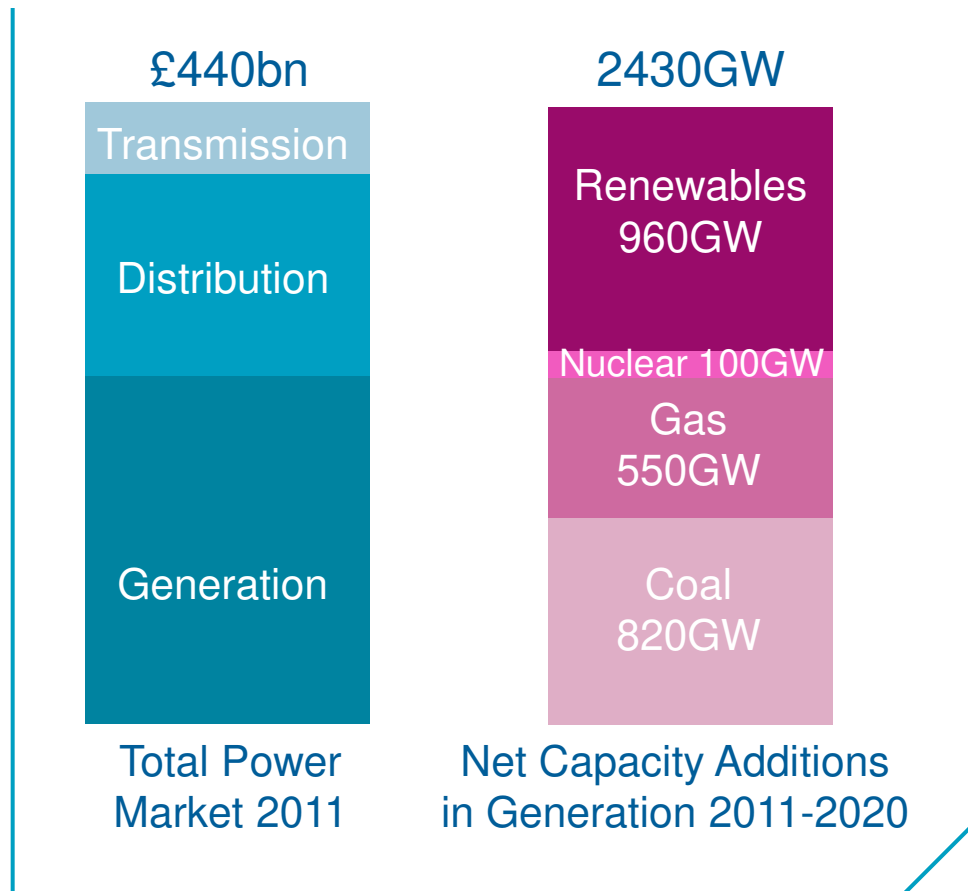 £440bn
Transmission
Distribution
Generation
Total Power
Market 2011
2430GW
Renewables
960GW
Nuclear 100GW
Gas
550GW
Coal
820GW
Net Capacity Additions
in Generation 2011-2020